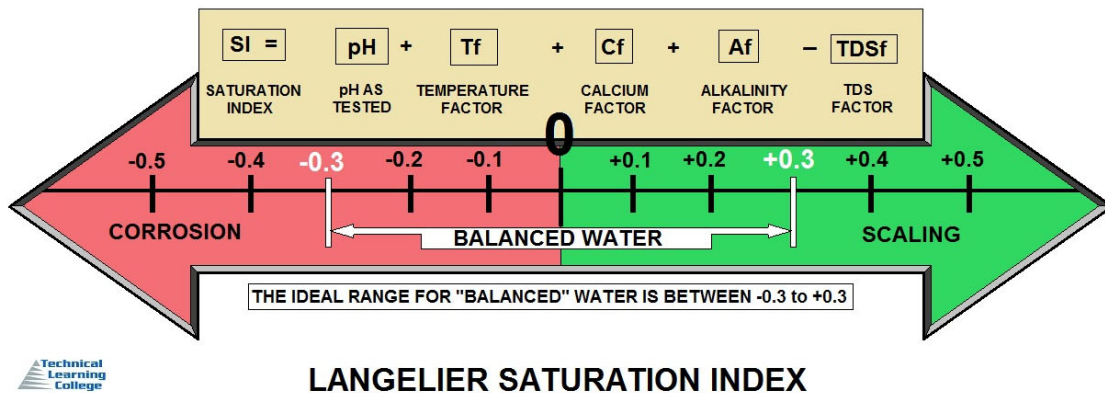 SI = pH + Tf + Cf + Af – TDSf
SATURATION INDEX
pH AS TESTED
TEMPERATURE FACTOR
CALCIUM FACTOR
ALKALINITY FACTOR
TDS FACTOR
-0.5 -0.4 -0.3 -0.2 -0.1 0 +0.1 +0.2 +0.3 +0.4 +0.5
CORROSION BALANCED WATER SCALING
THE IDEAL RANGE FOR "BALANCED" WATER IS BETWEEN -0.3 to +0.3
Technical
Learning
College
LANGELIER SATURATION INDEX